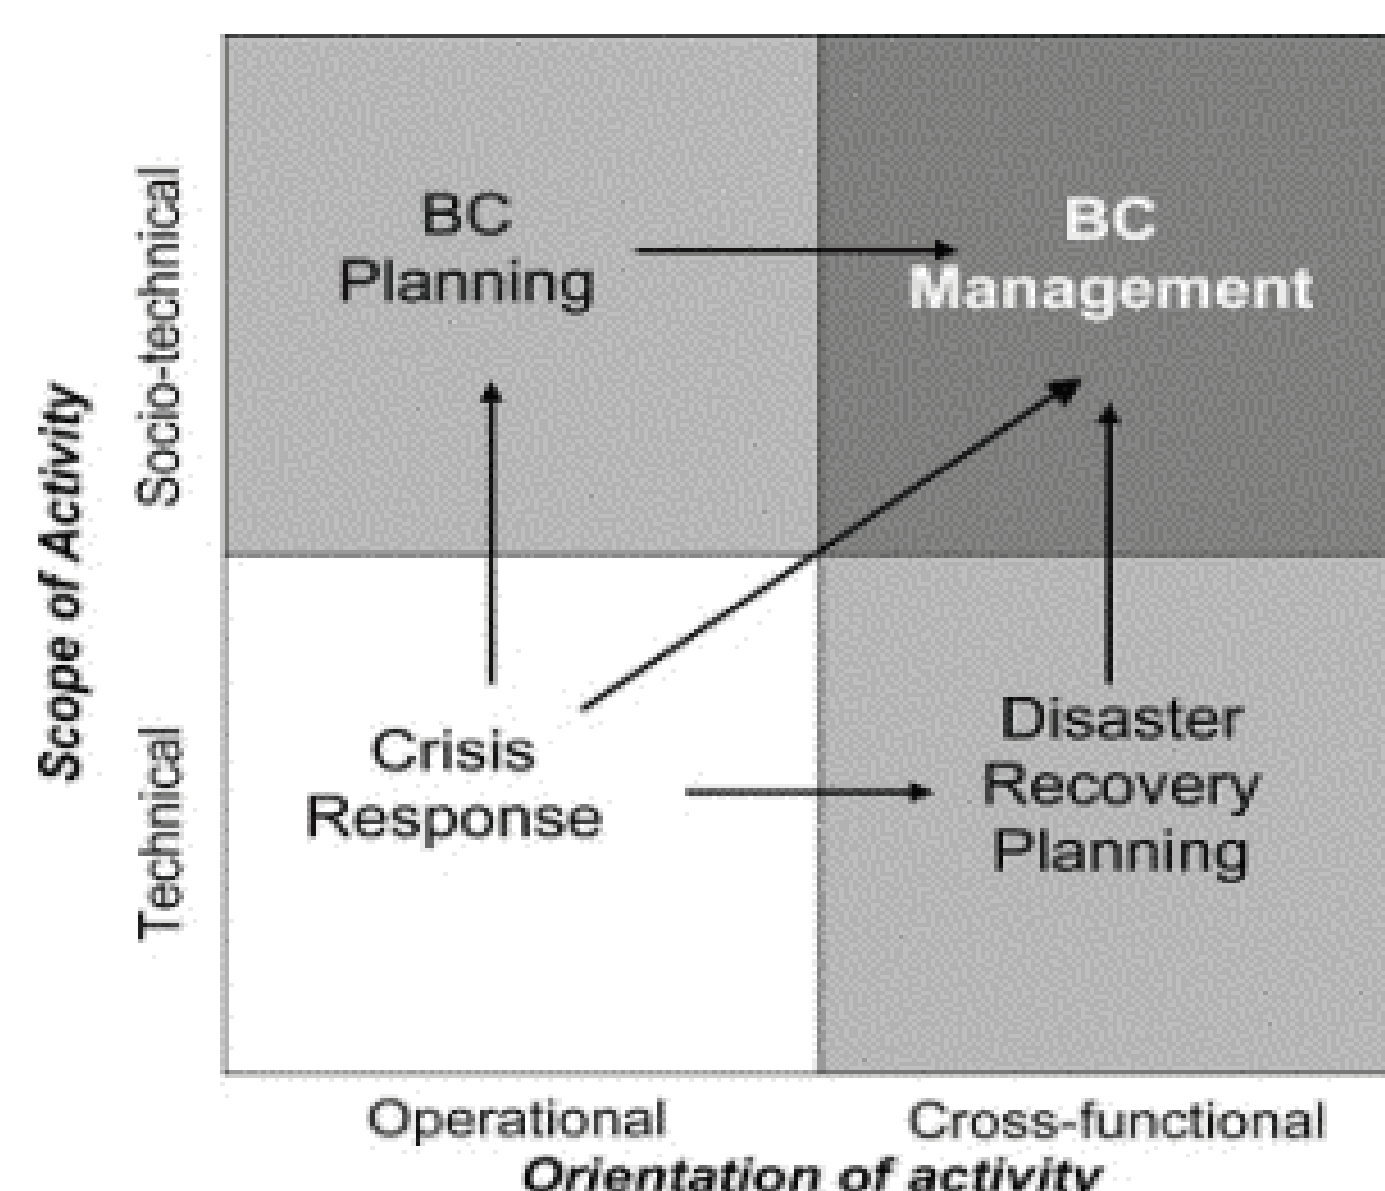 Scope of Activity
Socio-technical
Technical
BC
Planning
BC
Management
Crisis
Response
Disaster
Recovery
Planning
Operational
Cross-functional
Orientation of activity